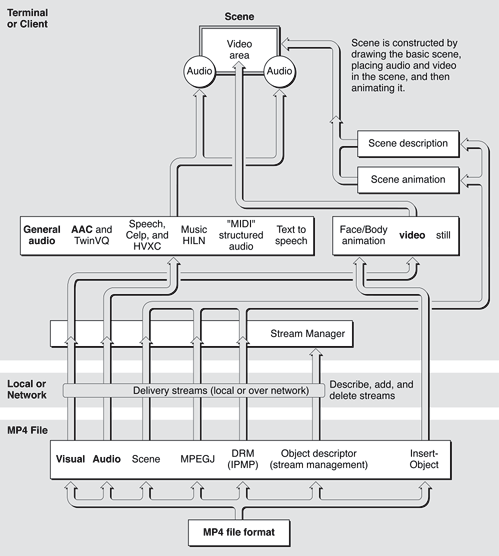 Terminal
or Client
Scene
Video
area
Audio
Audio
Scene is constructed by
drawing the basic scene,
placing audio and video
in the scene, and then
animating it.
Scene description
Scene animation
General
audio
AAC and
TwinVQ
Speech,
Celp, and
HVXC
Music
HILN
"MIDI"
structured
audio
Text to
speech
Face/Body
animation
video
still
Stream Manager
Local or
Network
Delivery streams (local or over network)
Describe, add, and
delete streams
MP4 File
Visual
Audio
Scene
MPEGJ
DRM
(IPMP)
Object descriptor
(stream management)
Insert-
Object
MP4 file format